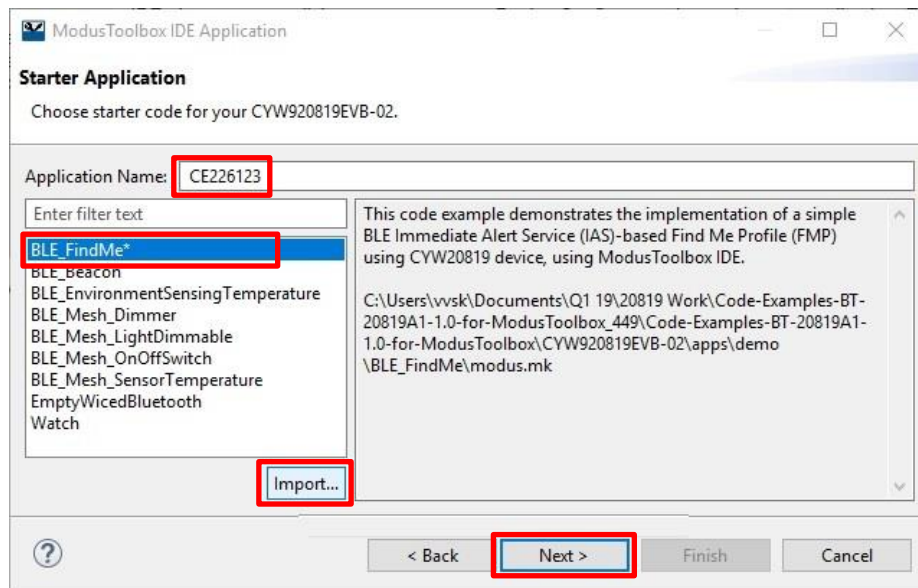 ModusToolbox IDE Application
Starter Application
Choose starter code for your CYW920819EVB-02.
Application Name: CE226123
Enter filter text
BLE_FindMe*
BLE_Beacon
BLE_EnvironmentSensingTemperature
BLE_Mesh_Dimmer
BLE_Mesh_LightDimmable
BLE_Mesh_OnOffSwitch
BLE_Mesh_SensorTemperature
EmptyWicedBluetooth
Watch
Import...
This code example demonstrates the implementation of a simple
BLE Immediate Alert Service (IAS)-based Find Me Profile (FMP)
using CYW20819 device, using ModusToolbox IDE.
C:\Users\vvsk\Documents\Q1 19\20819 Work\Code-Examples-BT-
20819A1-1.0-for-ModusToolbox_449\Code-Examples-BT-20819A1-
1.0-for-ModusToolbox\CYW920819EVB-02\apps\demo
\BLE_FindMe\modus.mk
?
< Back
Next >
Finish
Cancel